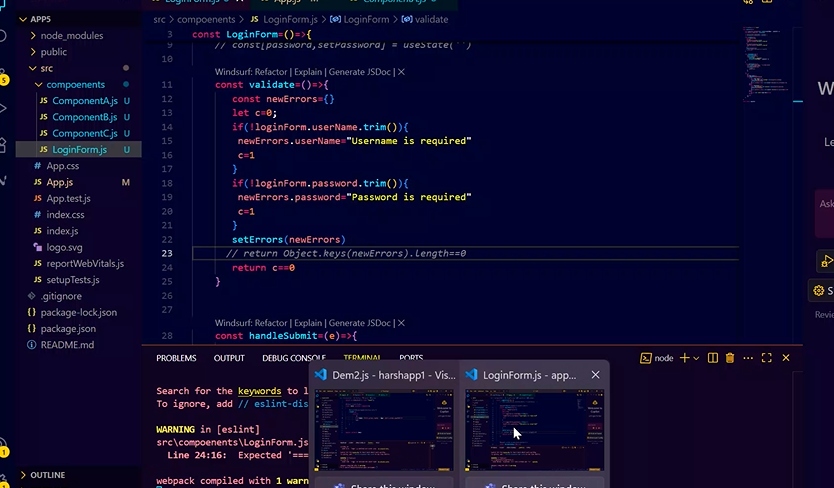 APP5
node_modules
public
src
compoenents
JS ComponentA.js U
JS ComponentB.js U
JS ComponentC.js U
JS LoginForm.js U
# App.css
JS App.js M
JS App.test.js
# index.css
JS index.js
logo.svg
JS reportWebVitals.js
JS setupTests.js
.gitignore
{} package-lock.json
{} package.json
README.md
OUTLINE
src > compoenents > JS LoginForm.js > LoginForm > validate
3 const LoginForm=()=>{
9 // const[password,setPassword] = useState('')
10
Windsurf: Refactor | Explain | Generate JSDoc | X
11 const validate=()=>{
12 const newErrors={}
13 let c=0;
14 if(!loginForm.userName.trim()){
15 newErrors.userName="Username is required"
16 c=1
17 }
18 if(!loginForm.password.trim()){
19 newErrors.password="Password is required"
20 c=1
21 }
22 setErrors(newErrors)
23 // return Object.keys(newErrors).length==0
24 return c==0
25 }
26
27
Windsurf: Refactor | Explain | Generate JSDoc | X
28 const handleSubmit=(e)=>{
PROBLEMS OUTPUT DEBUG CONSOLE TERMINAL PORTS
node
Search for the keywords to l
To ignore, add // eslint-dis
WARNING in [eslint]
src\compoenents\LoginForm.js
Line 24:16: Expected '===
webpack compiled with 1 warn
Dem2.js - harshapp1 - Vis...
LoginForm.js - app...
Share this window
Share this window
W
Le
Ask
S
Revie